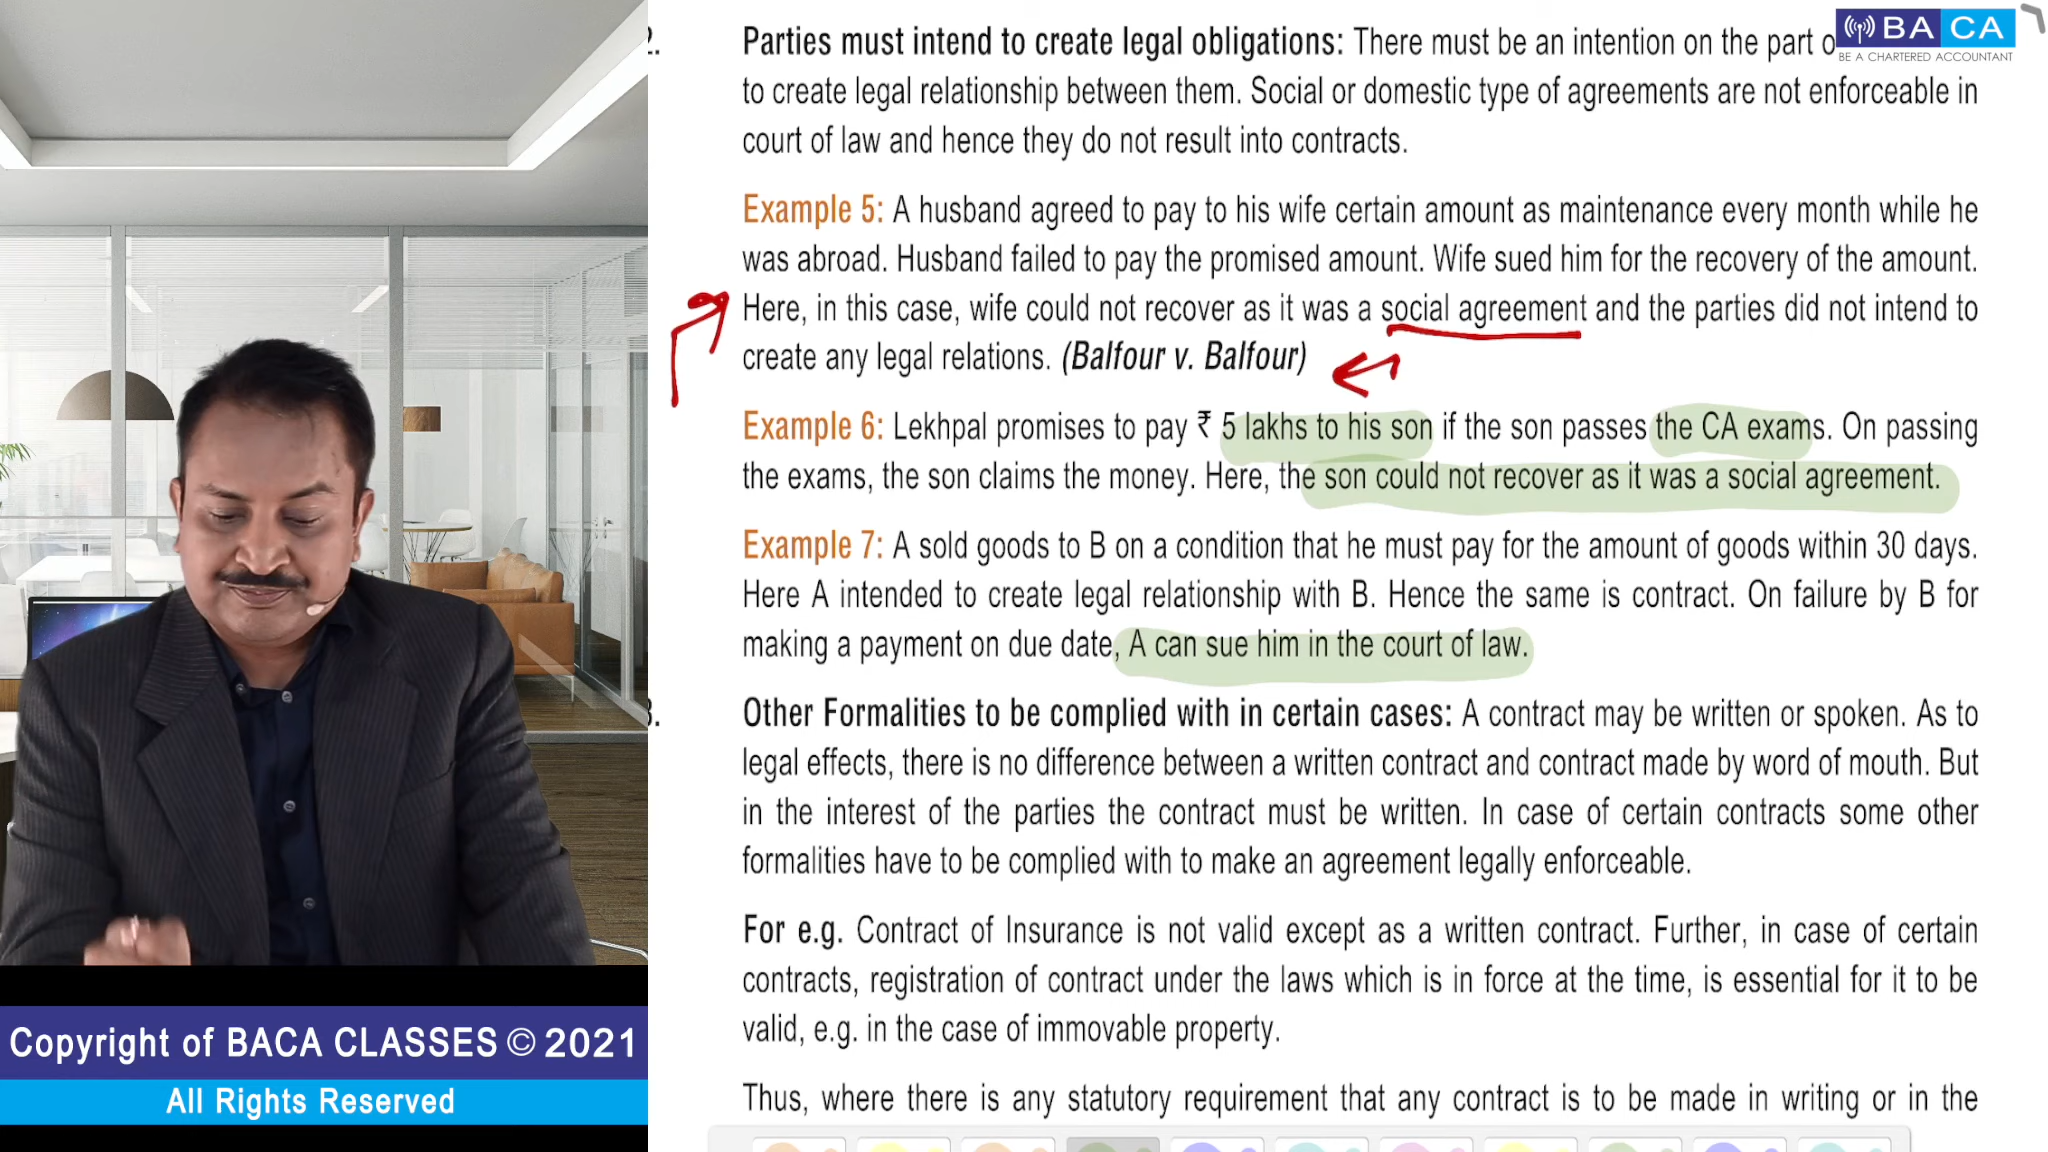 BA CA
BE A CHARTERED ACCOUNTANT
Parties must intend to create legal obligations: There must be an intention on the part
to create legal relationship between them. Social or domestic type of agreements are not enforceable in
court of law and hence they do not result into contracts.
Example 5: A husband agreed to pay to his wife certain amount as maintenance every month while he
was abroad. Husband failed to pay the promised amount. Wife sued him for the recovery of the amount.
Here, in this case, wife could not recover as it was a social agreement and the parties did not intend to
create any legal relations. (Balfour v. Balfour)
Example 6: Lekhpal promises to pay ₹ 5 lakhs to his son if the son passes the CA exams. On passing
the exams, the son claims the money. Here, the son could not recover as it was a social agreement.
Example 7: A sold goods to B on a condition that he must pay for the amount of goods within 30 days.
Here A intended to create legal relationship with B. Hence the same is contract. On failure by B for
making a payment on due date, A can sue him in the court of law.
Other Formalities to be complied with in certain cases: A contract may be written or spoken. As to
legal effects, there is no difference between a written contract and contract made by word of mouth. But
in the interest of the parties the contract must be written. In case of certain contracts some other
formalities have to be complied with to make an agreement legally enforceable.
For e.g. Contract of Insurance is not valid except as a written contract. Further, in case of certain
contracts, registration of contract under the laws which is in force at the time, is essential for it to be
valid, e.g. in the case of immovable property.
Thus, where there is any statutory requirement that any contract is to be made in writing or in the
Copyright of BACA CLASSES © 2021
All Rights Reserved